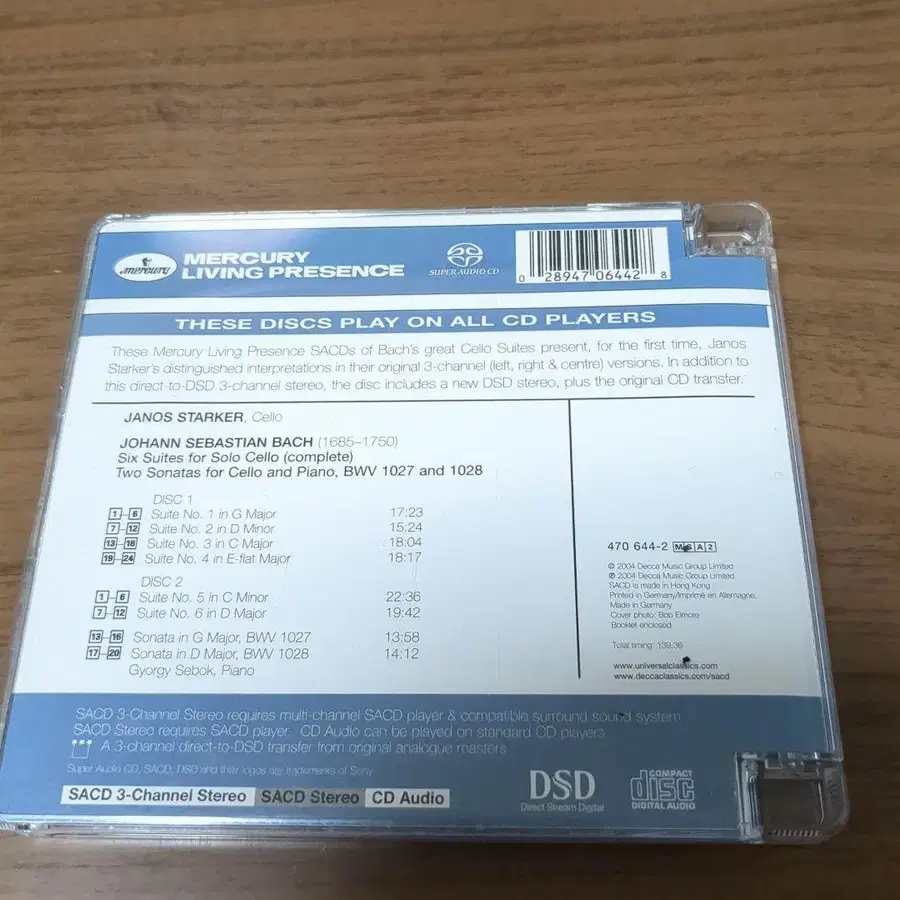 mercury
MERCURY
LIVING PRESENCE
SUPER AUDIO CD
0 28947 06442 8
THESE DISCS PLAY ON ALL CD PLAYERS
These Mercury Living Presence SACDs of Bach's great Cello Suites present, for the first time, Janos
Starker's distinguished interpretations in their original 3-channel (left, right & centre) versions. In addition to
this direct-to-DSD 3-channel stereo, the disc includes a new DSD stereo, plus the original CD transfer.
JANOS STARKER, Cello
JOHANN SEBASTIAN BACH (1685–1750)
Six Suites for Solo Cello (complete)
Two Sonatas for Cello and Piano, BWV 1027 and 1028
DISC 1
1–6 Suite No. 1 in G Major 17:23
7–12 Suite No. 2 in D Minor 15:24
13–18 Suite No. 3 in C Major 18:04
19–24 Suite No. 4 in E-flat Major 18:17
DISC 2
1–6 Suite No. 5 in C Minor 22:36
7–12 Suite No. 6 in D Major 19:42
13–16 Sonata in G Major, BWV 1027 13:58
17–20 Sonata in D Major, BWV 1028 14:12
Gyorgy Sebok, Piano
470 644-2 MSA2
© 2004 Decca Music Group Limited
℗ 2004 Decca Music Group Limited
SACD is made in Hong Kong
Printed in Germany/Imprimé en Allemagne.
Made in Germany
Cover photo: Bob Elmore
Booklet enclosed
Total timing: 139.36
www.universalclassics.com
www.deccaclassics.com/sacd
SACD 3-Channel Stereo requires multi-channel SACD player & compatible surround sound system
SACD Stereo requires SACD player. CD Audio can be played on standard CD players
A 3-channel direct-to-DSD transfer from original analogue masters
Super Audio CD, SACD, DSD and their logos are trademarks of Sony
SACD 3-Channel Stereo SACD Stereo CD Audio
DSD
Direct Stream Digital
COMPACT
disc
DIGITAL AUDIO